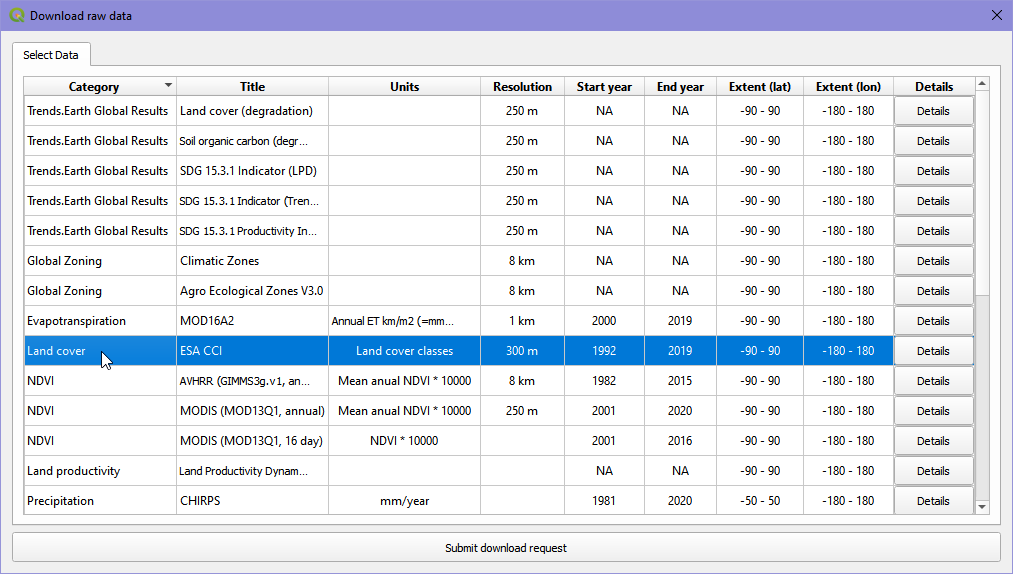 Download raw data
Select Data
Category Title Units Resolution Start year End year Extent (lat) Extent (lon) Details
Trends.Earth Global Results Land cover (degradation) 250 m NA NA -90 - 90 -180 - 180 Details
Trends.Earth Global Results Soil organic carbon (degr... 250 m NA NA -90 - 90 -180 - 180 Details
Trends.Earth Global Results SDG 15.3.1 Indicator (LPD) 250 m NA NA -90 - 90 -180 - 180 Details
Trends.Earth Global Results SDG 15.3.1 Indicator (Tren... 250 m NA NA -90 - 90 -180 - 180 Details
Trends.Earth Global Results SDG 15.3.1 Productivity In... 250 m NA NA -90 - 90 -180 - 180 Details
Global Zoning Climatic Zones 8 km NA NA -90 - 90 -180 - 180 Details
Global Zoning Agro Ecological Zones V3.0 8 km NA NA -90 - 90 -180 - 180 Details
Evapotranspiration MOD16A2 Annual ET km/m2 (=mm... 1 km 2000 2019 -90 - 90 -180 - 180 Details
Land cover ESA CCI Land cover classes 300 m 1992 2019 -90 - 90 -180 - 180 Details
NDVI AVHRR (GIMMS3g.v1, an... Mean anual NDVI * 10000 8 km 1982 2015 -90 - 90 -180 - 180 Details
NDVI MODIS (MOD13Q1, annual) Mean anual NDVI * 10000 250 m 2001 2020 -90 - 90 -180 - 180 Details
NDVI MODIS (MOD13Q1, 16 day) NDVI * 10000 2001 2016 -90 - 90 -180 - 180 Details
Land productivity Land Productivity Dynam... NA NA -90 - 90 -180 - 180 Details
Precipitation CHIRPS mm/year 1981 2020 -50 - 50 -180 - 180 Details
Submit download request